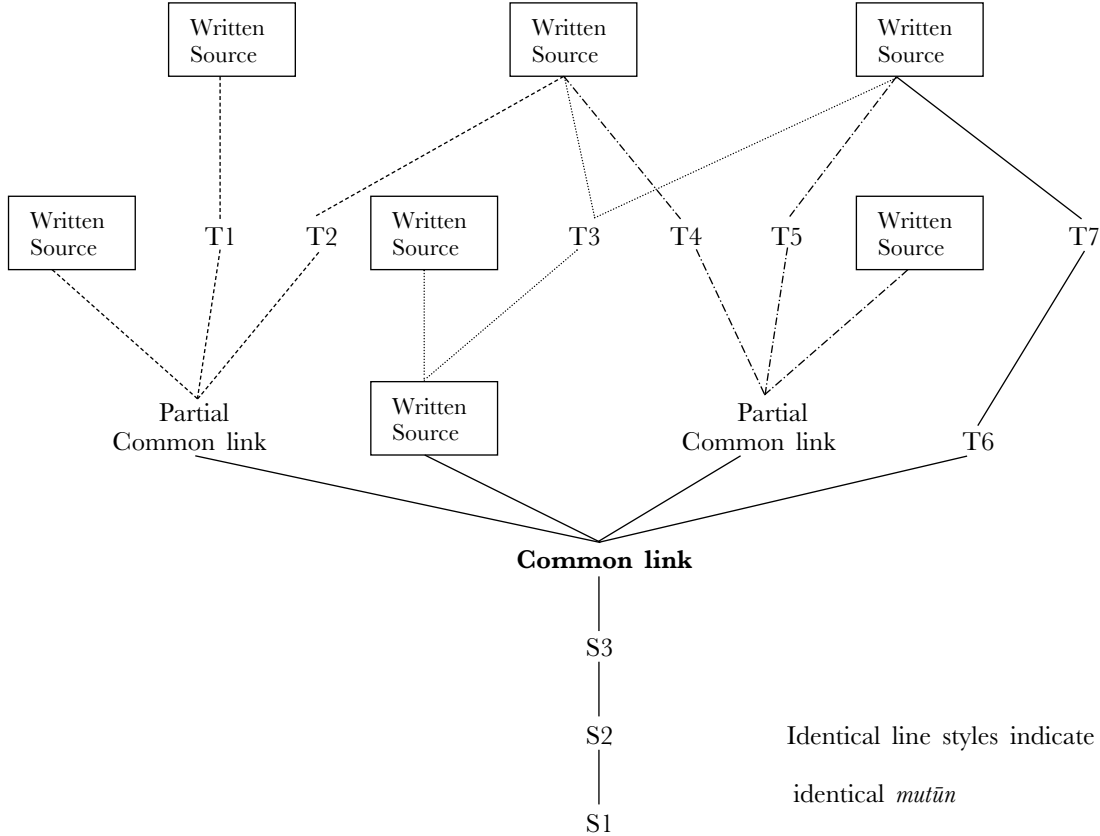 Written
Source
Written
Source
Written
Source
Written
Source
T1
T2
Written
Source
T3
T4
T5
Written
Source
T7
Partial
Common link
Written
Source
Partial
Common link
T6
Common link
S3
S2
Identical line styles indicate
identical mutūn
S1